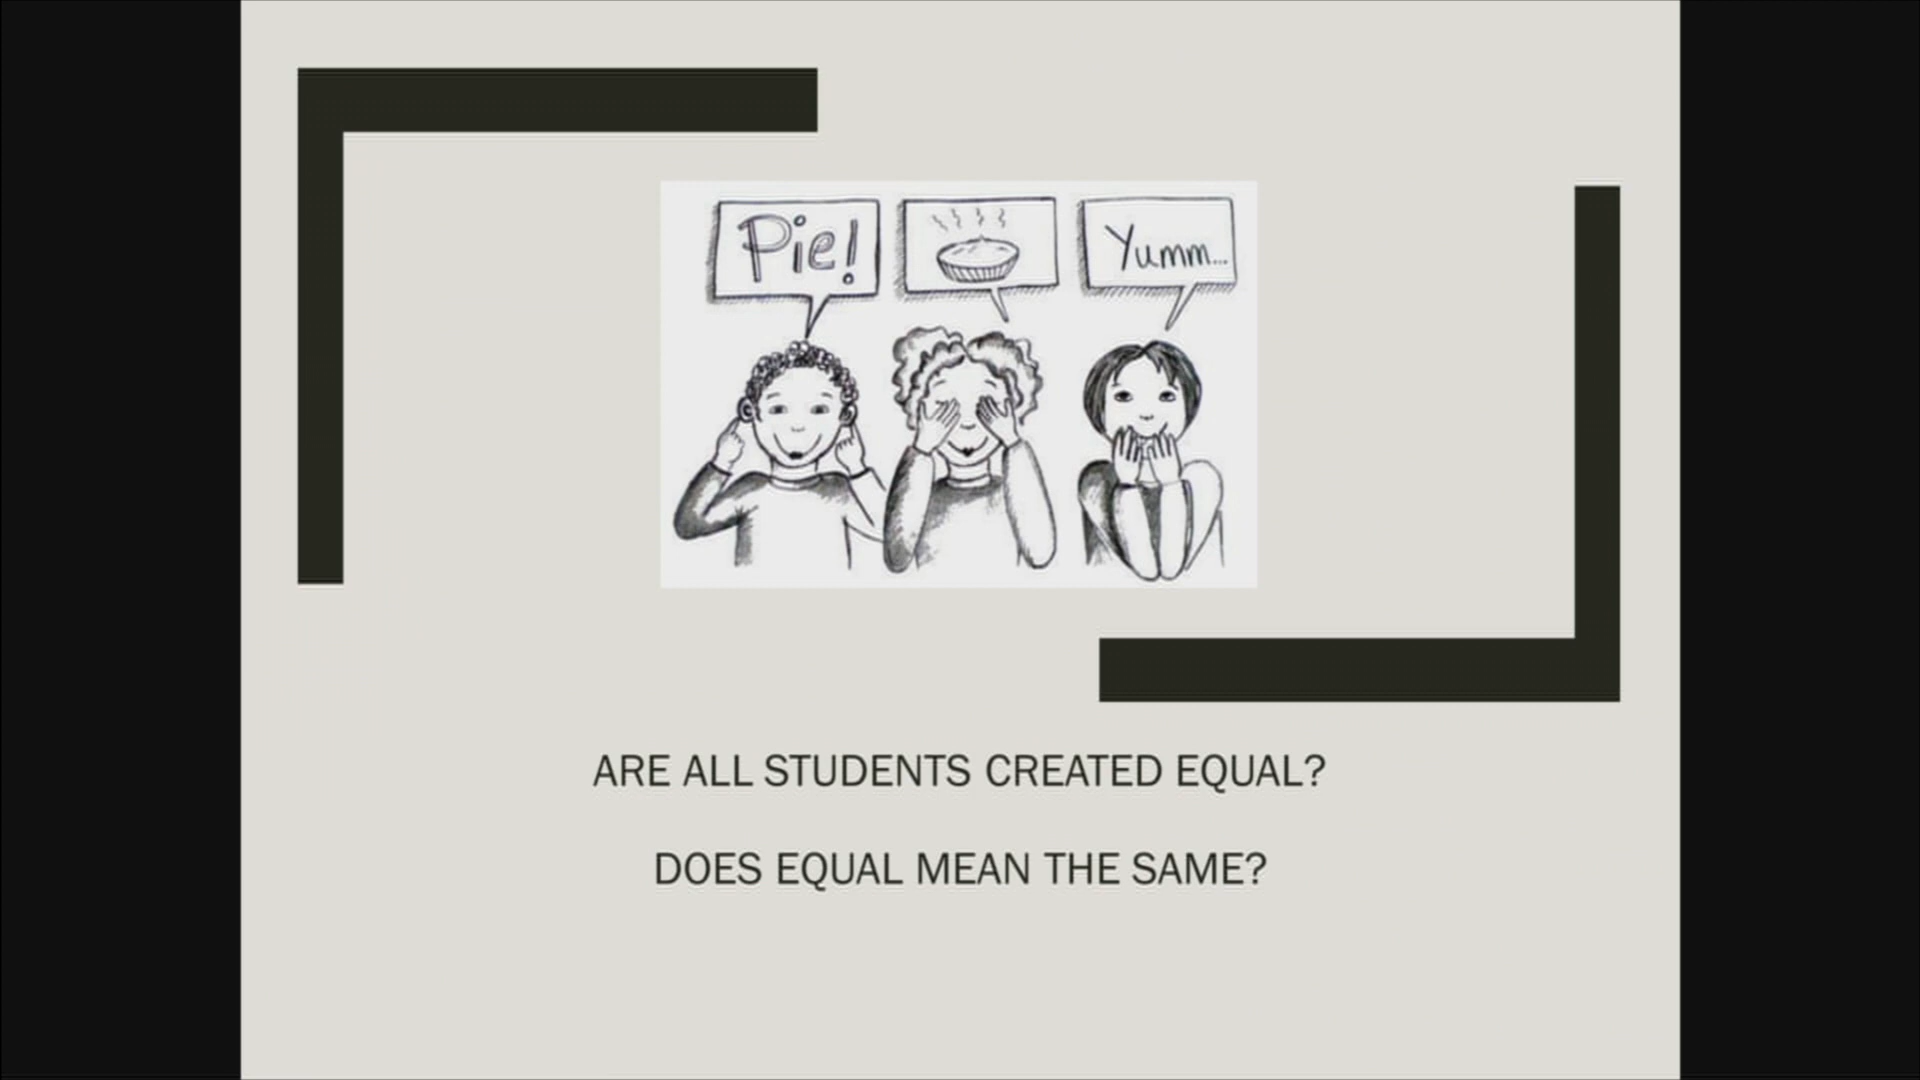 Pie!
Yumm...
ARE ALL STUDENTS CREATED EQUAL?
DOES EQUAL MEAN THE SAME?